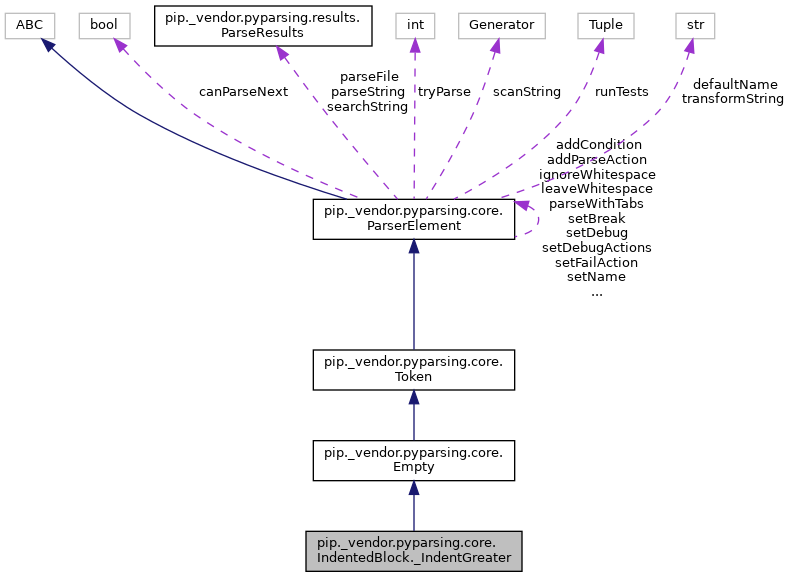 ABC
bool
pip._vendor.pyparsing.results.
ParseResults
int
Generator
Tuple
str
canParseNext
parseFile
parseString
searchString
tryParse
scanString
runTests
defaultName
transformString
addCondition
addParseAction
ignoreWhitespace
leaveWhitespace
parseWithTabs
setBreak
setDebug
setDebugActions
setFailAction
setName
...
pip._vendor.pyparsing.core.
ParserElement
pip._vendor.pyparsing.core.
Token
pip._vendor.pyparsing.core.
Empty
pip._vendor.pyparsing.core.
IndentedBlock._IndentGreater